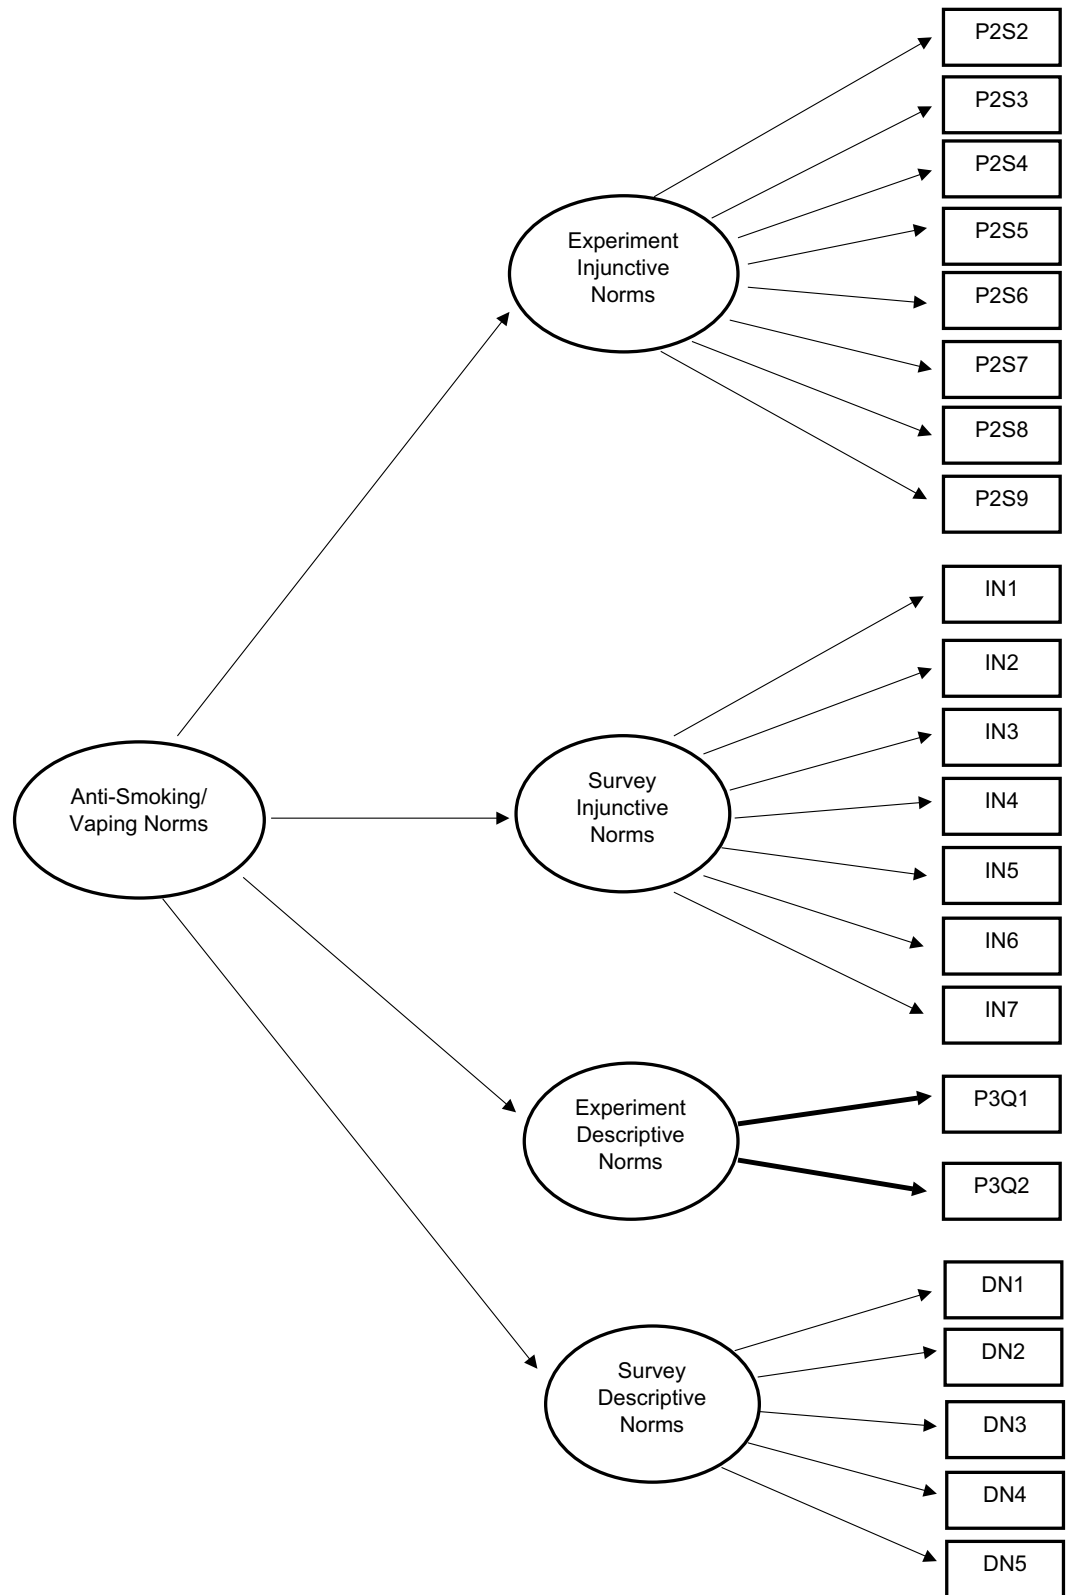 P2S2
P2S3
P2S4
P2S5
P2S6
P2S7
P2S8
P2S9
Experiment
Injunctive
Norms
IN1
IN2
IN3
IN4
IN5
IN6
IN7
Survey
Injunctive
Norms
Anti-Smoking/
Vaping Norms
P3Q1
P3Q2
Experiment
Descriptive
Norms
DN1
DN2
DN3
DN4
DN5
Survey
Descriptive
Norms